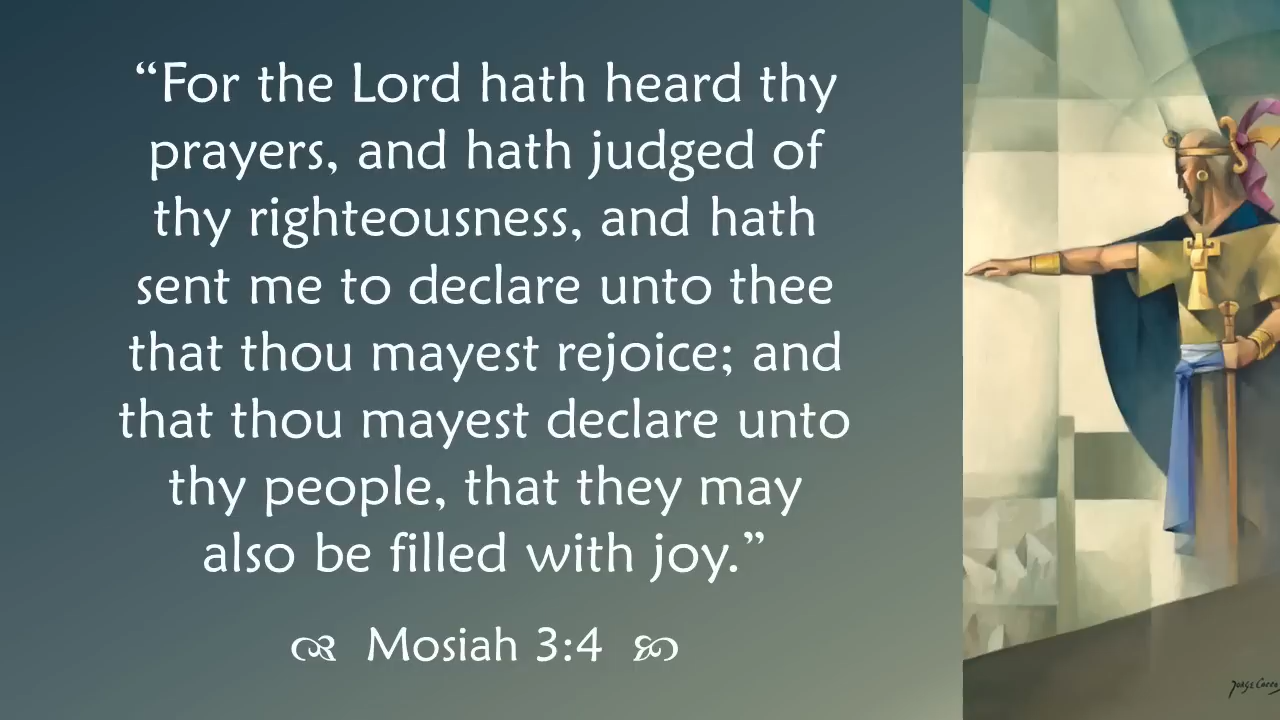 “For the Lord hath heard thy
prayers, and hath judged of
thy righteousness, and hath
sent me to declare unto thee
that thou mayest rejoice; and
that thou mayest declare unto
thy people, that they may
also be filled with joy.”
Mosiah 3:4
Jorge Cocco